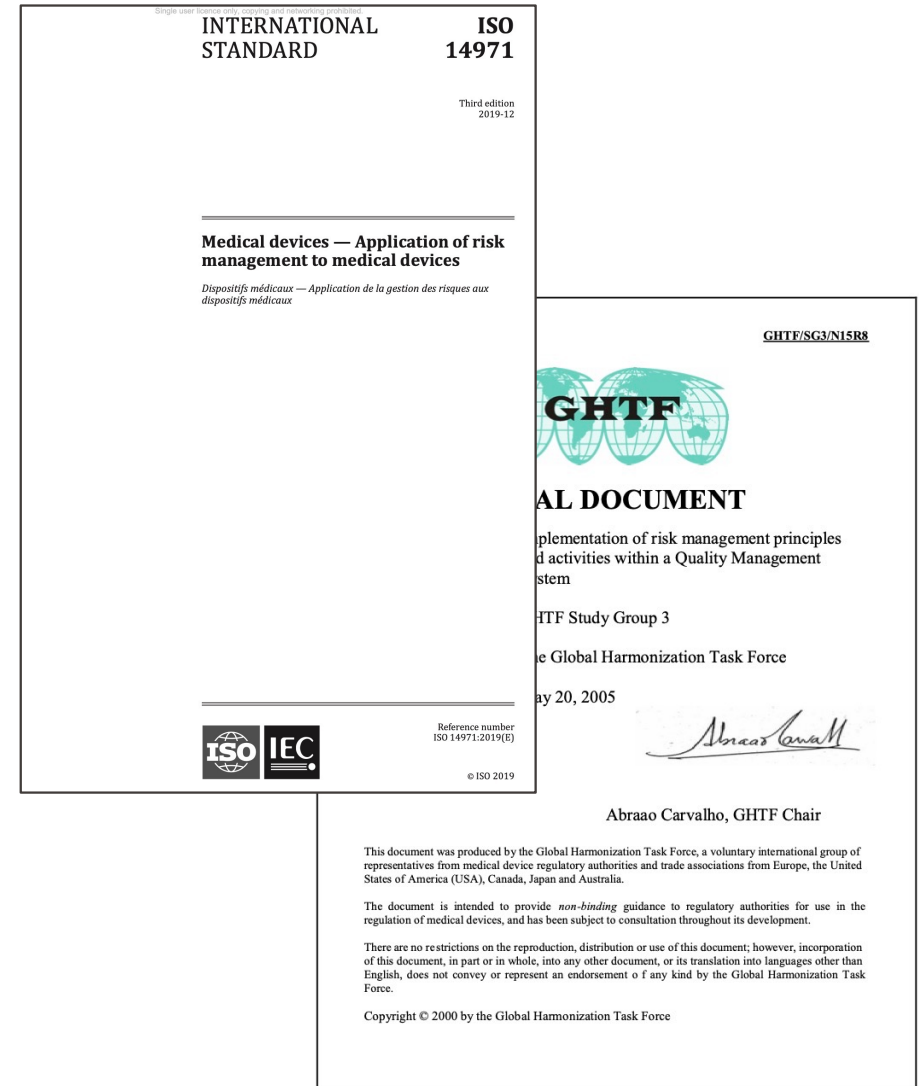 Single user licence only, copying and networking prohibited.
INTERNATIONAL
STANDARD
ISO
14971
Third edition
2019-12
Medical devices — Application of risk
management to medical devices
Dispositifs médicaux — Application de la gestion des risques aux
dispositifs médicaux
ISO
IEC
Reference number
ISO 14971:2019(E)
© ISO 2019
GHTF/SG3/N15R8
GHTF
AL DOCUMENT
plementation of risk management principles
d activities within a Quality Management
stem
HTF Study Group 3
e Global Harmonization Task Force
ay 20, 2005
Abraao Carvalho, GHTF Chair
This document was produced by the Global Harmonization Task Force, a voluntary international group of
representatives from medical device regulatory authorities and trade associations from Europe, the United
States of America (USA), Canada, Japan and Australia.
The document is intended to provide non-binding guidance to regulatory authorities for use in the
regulation of medical devices, and has been subject to consultation throughout its development.
There are no restrictions on the reproduction, distribution or use of this document; however, incorporation
of this document, in part or in whole, into any other document, or its translation into languages other than
English, does not convey or represent an endorsement o f any kind by the Global Harmonization Task
Force.
Copyright © 2000 by the Global Harmonization Task Force